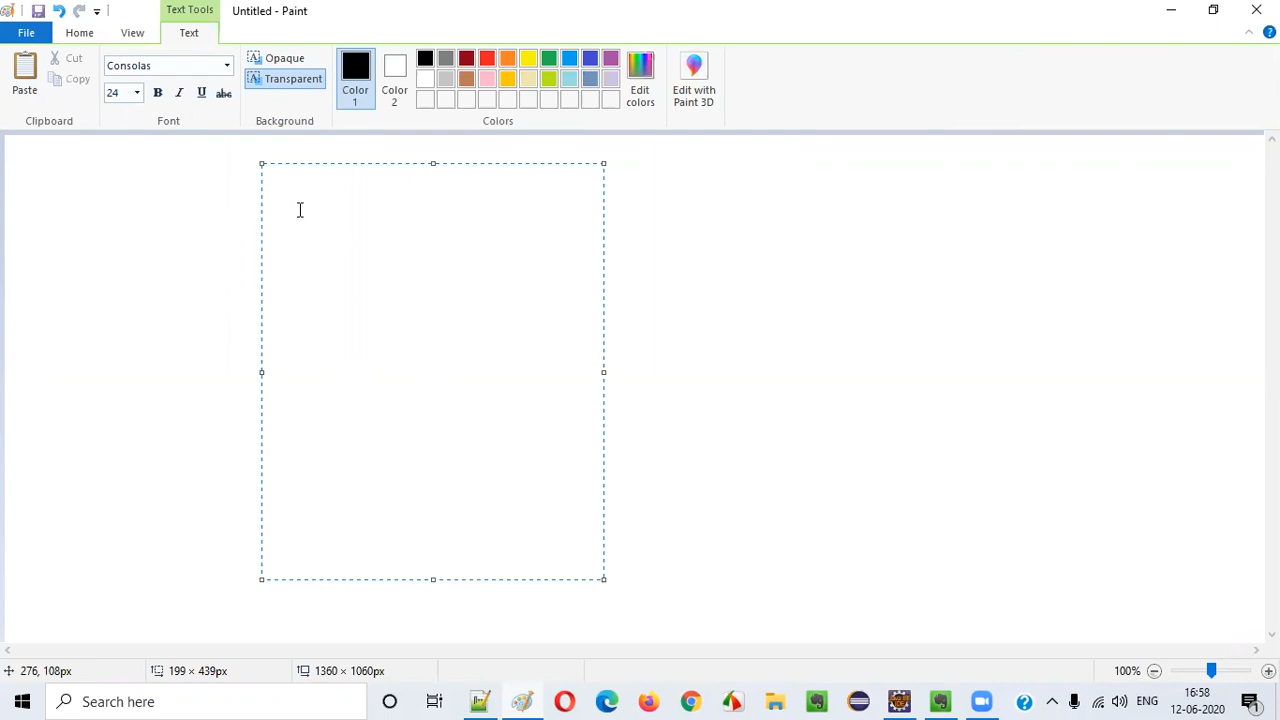 Text Tools
Untitled - Paint
File
Home
View
Text
Paste
Cut
Copy
Clipboard
Consolas
24
B I U abc
Font
Opaque
Transparent
Background
Color 1
Color 2
Edit colors
Colors
Edit with Paint 3D
276, 108px
199 × 439px
1360 × 1060px
100%
Search here
ENG
16:58
12-06-2020